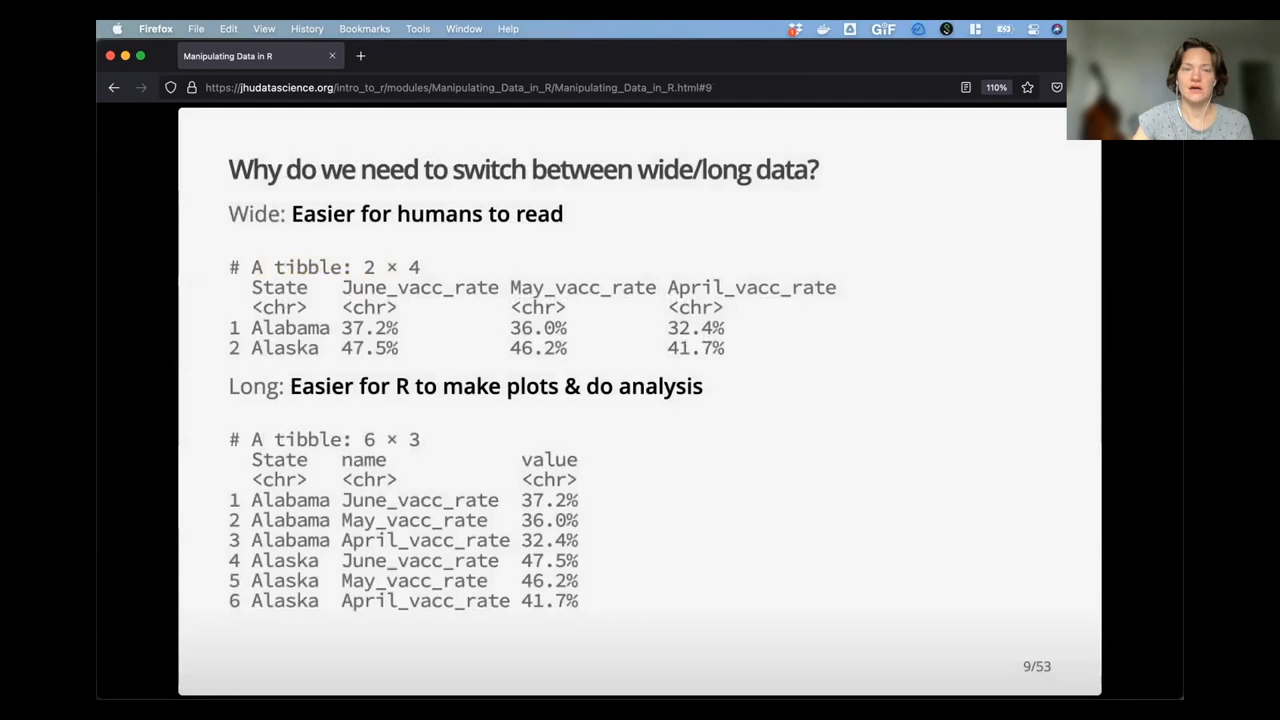 Firefox File Edit View History Bookmarks Tools Window Help
GIF
Manipulating Data in R
https://jhudatascience.org/intro_to_r/modules/Manipulating_Data_in_R/Manipulating_Data_in_R.html#9
110%
Why do we need to switch between wide/long data?
Wide: Easier for humans to read
# A tibble: 2 × 4
State June_vacc_rate May_vacc_rate April_vacc_rate
<chr> <chr> <chr> <chr>
1 Alabama 37.2% 36.0% 32.4%
2 Alaska 47.5% 46.2% 41.7%
Long: Easier for R to make plots & do analysis
# A tibble: 6 × 3
State name value
<chr> <chr> <chr>
1 Alabama June_vacc_rate 37.2%
2 Alabama May_vacc_rate 36.0%
3 Alabama April_vacc_rate 32.4%
4 Alaska June_vacc_rate 47.5%
5 Alaska May_vacc_rate 46.2%
6 Alaska April_vacc_rate 41.7%
9/53